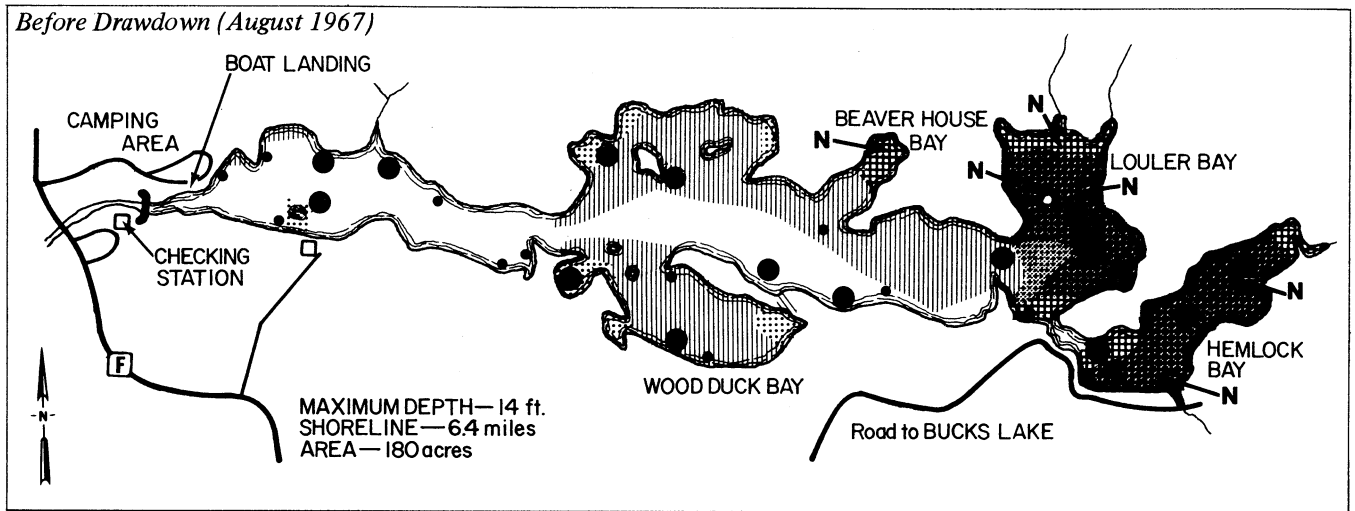 Before Drawdown (August 1967)
BOAT LANDING
CAMPING
AREA
CHECKING
STATION
F
-N-
MAXIMUM DEPTH—14 ft.
SHORELINE—6.4 miles
AREA—180 acres
WOOD DUCK BAY
BEAVER HOUSE
BAY
N
N
LOULER BAY
N
N
N
HEMLOCK
BAY
N
Road to BUCKS LAKE